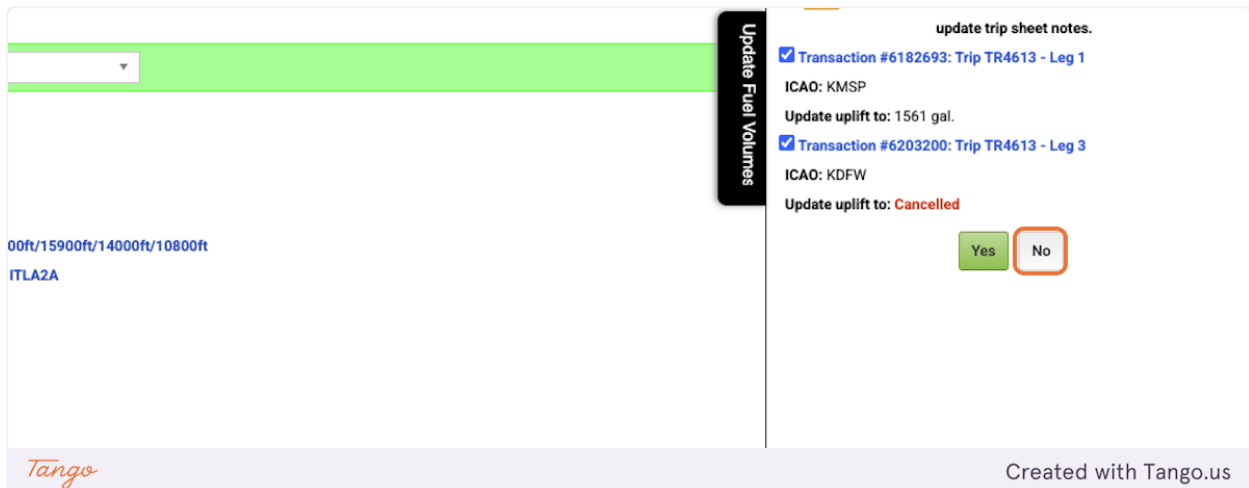 update trip sheet notes.
Transaction #6182693: Trip TR4613 - Leg 1
ICAO: KMSP
Update uplift to: 1561 gal.
Transaction #6203200: Trip TR4613 - Leg 3
ICAO: KDFW
Update uplift to: Cancelled
Yes No
Update Fuel Volumes
00ft/15900ft/14000ft/10800ft
ITLA2A
Tango
Created with Tango.us